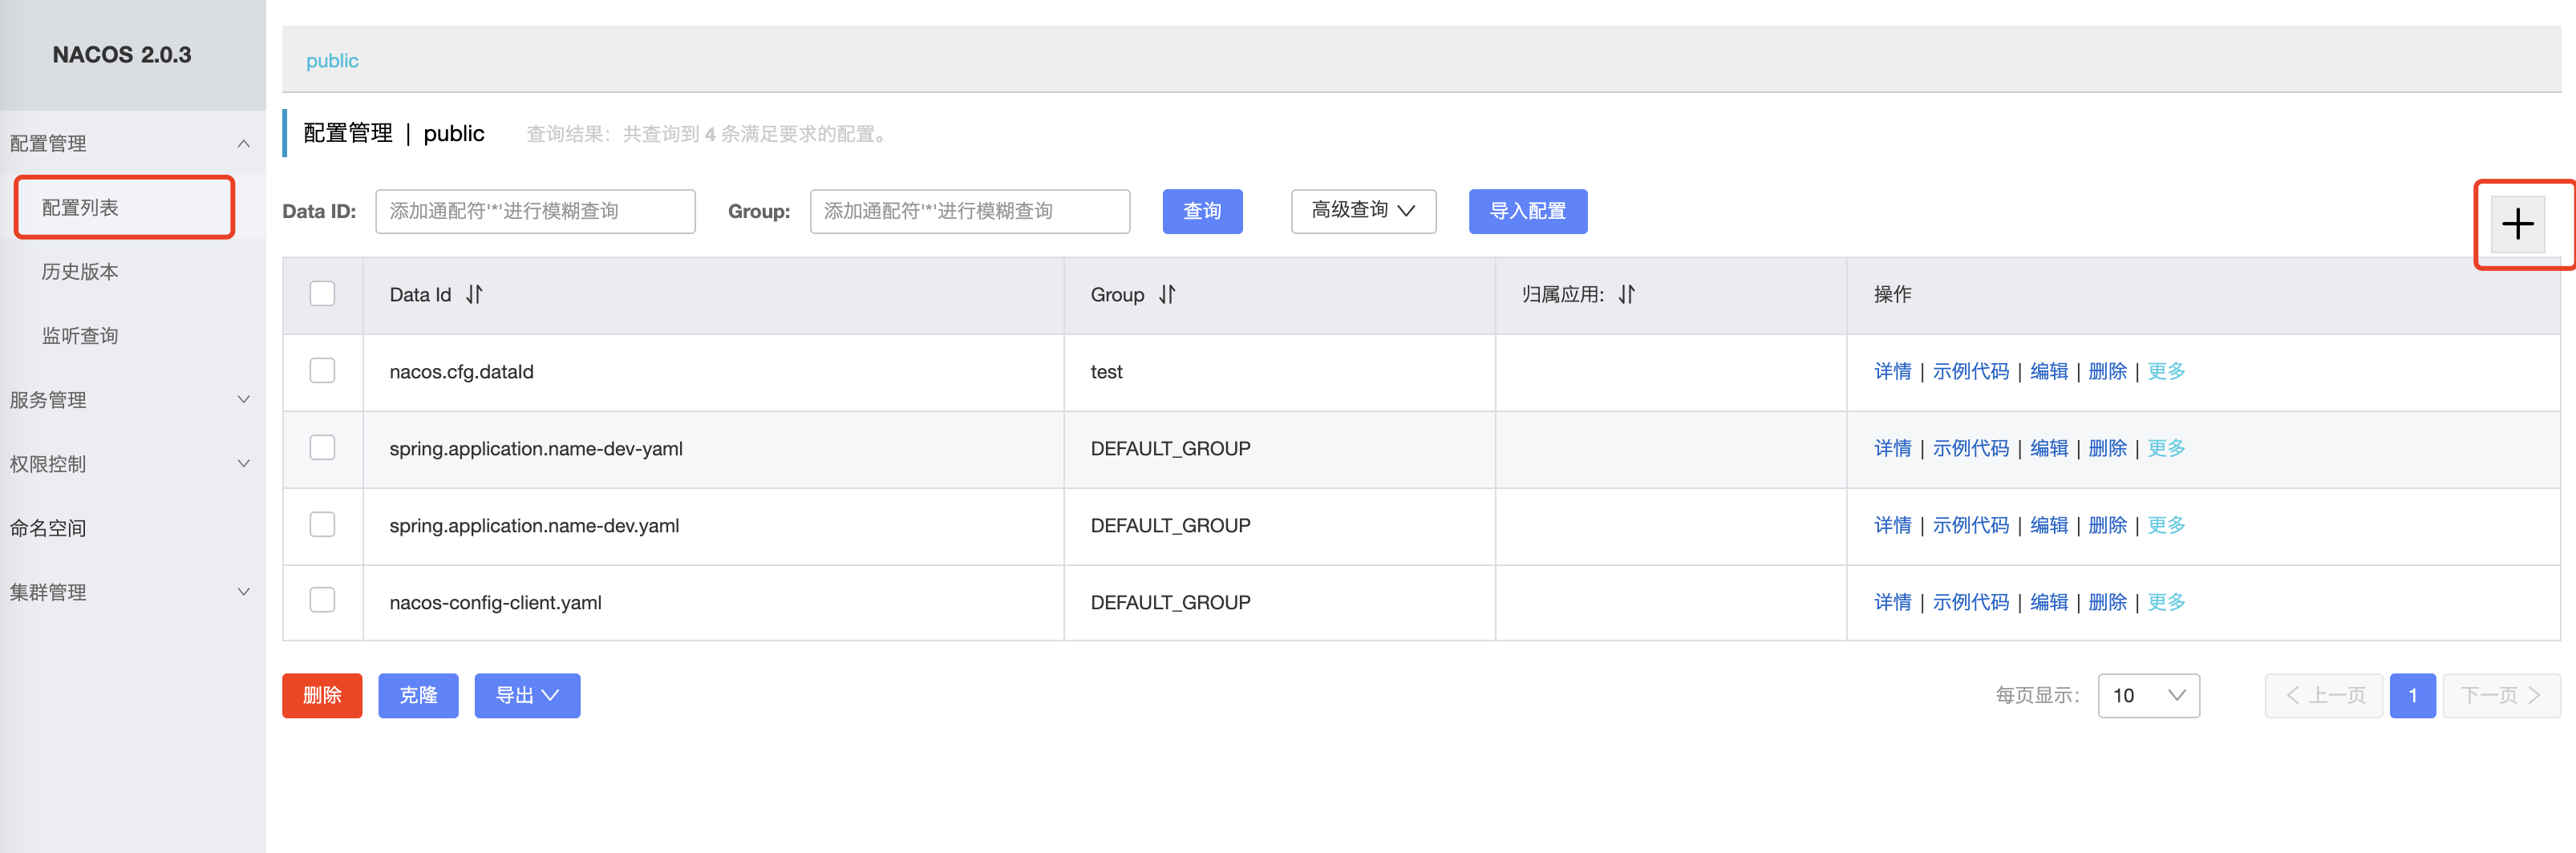 NACOS 2.0.3
配置管理
配置列表
历史版本
监听查询
服务管理
权限控制
命名空间
集群管理
public
配置管理 | public 查询结果：共查询到 4 条满足要求的配置。
Data ID: 添加通配符'*'进行模糊查询 Group: 添加通配符'*'进行模糊查询 查询 高级查询 导入配置
Data Id Group 归属应用: 操作
nacos.cfg.dataId test 详情 | 示例代码 | 编辑 | 删除 | 更多
spring.application.name-dev-yaml DEFAULT_GROUP 详情 | 示例代码 | 编辑 | 删除 | 更多
spring.application.name-dev.yaml DEFAULT_GROUP 详情 | 示例代码 | 编辑 | 删除 | 更多
nacos-config-client.yaml DEFAULT_GROUP 详情 | 示例代码 | 编辑 | 删除 | 更多
删除 克隆 导出 每页显示: 10 上一页 1 下一页